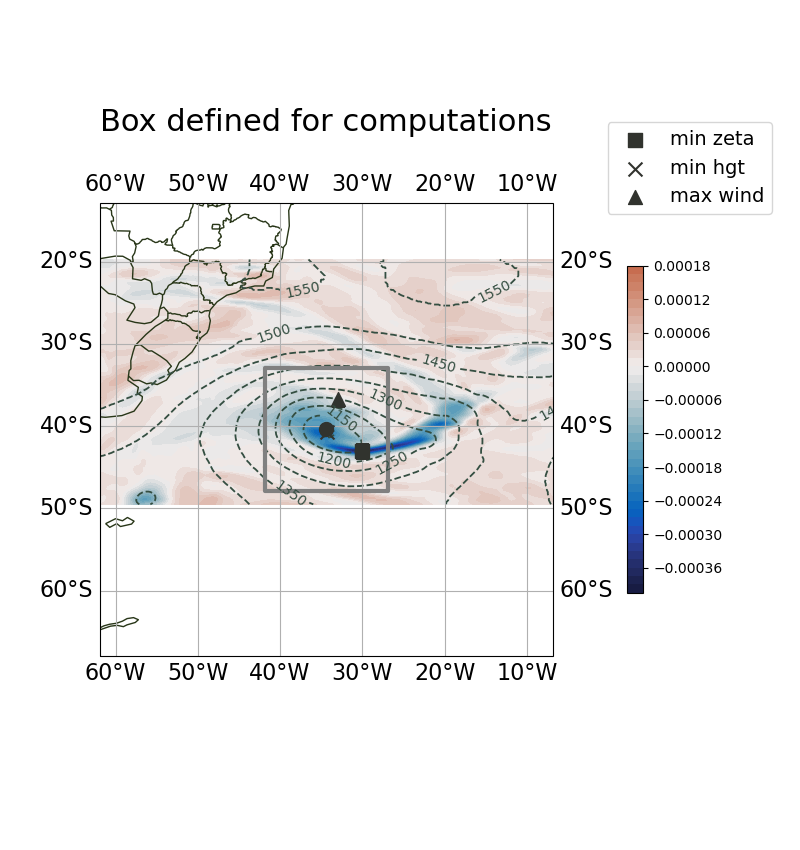 Box defined for computations
min zeta
min hgt
max wind
60°W 50°W 40°W 30°W 20°W 10°W
20°S 20°S
30°S 30°S
40°S 40°S
50°S 50°S
60°S 60°S
60°W 50°W 40°W 30°W 20°W 10°W
1550
1550
1500
1450
1300
1150
14
1200
1250
1350
0.00018
0.00012
0.00006
0.00000
−0.00006
−0.00012
−0.00018
−0.00024
−0.00030
−0.00036